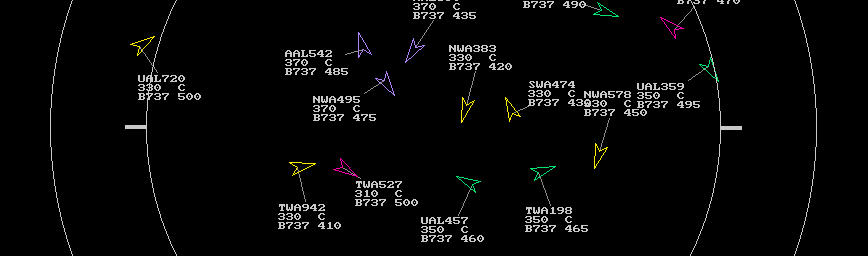 370  C
B737 435
B737 490
B737 470
AAL542
370  C
B737 485
NWA383
330  C
B737 420
UAL720
330  C
B737 500
NWA495
370  C
B737 475
SWA474
330  C
B737 430
NWA578
330  C
B737 450
UAL359
350  C
B737 495
TWA527
310  C
B737 500
TWA942
330  C
B737 410
UAL457
350  C
B737 460
TWA198
350  C
B737 465